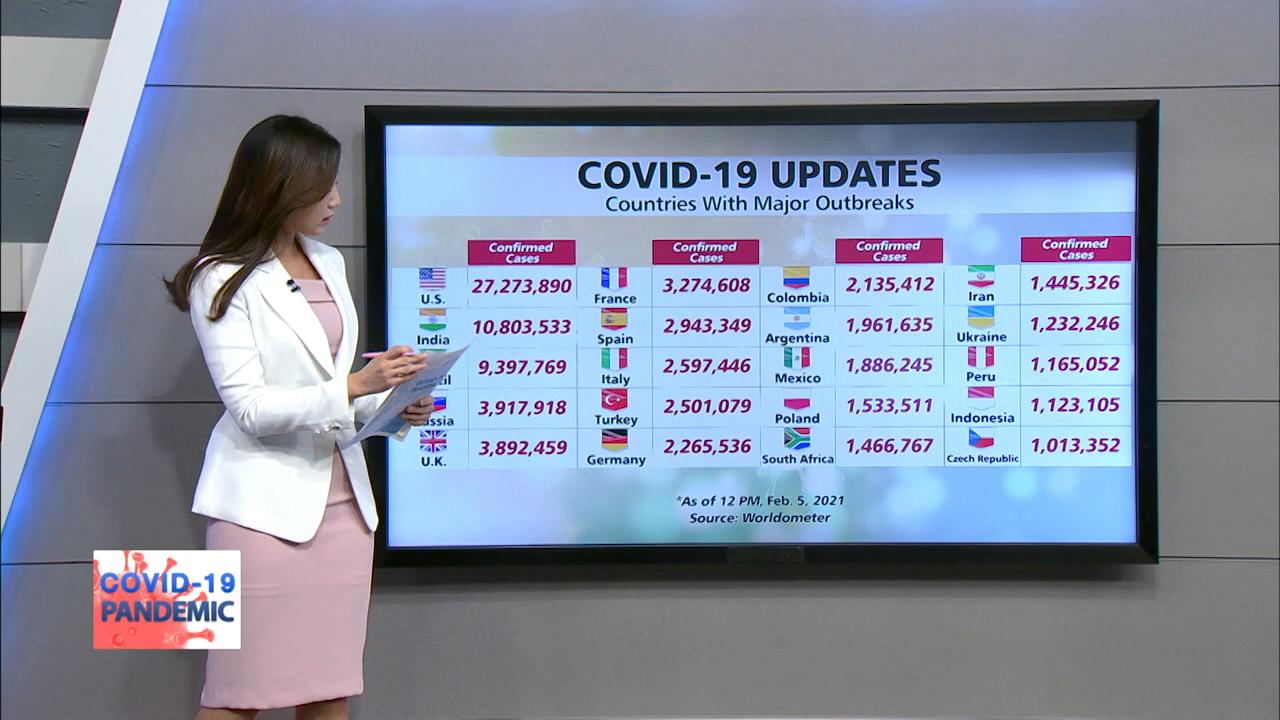 COVID-19 UPDATES
Countries With Major Outbreaks
Confirmed Cases Confirmed Cases Confirmed Cases Confirmed Cases
U.S. 27,273,890 France 3,274,608 Colombia 2,135,412 Iran 1,445,326
India 10,803,533 Spain 2,943,349 Argentina 1,961,635 Ukraine 1,232,246
9,397,769 Italy 2,597,446 Mexico 1,886,245 Peru 1,165,052
3,917,918 Turkey 2,501,079 Poland 1,533,511 Indonesia 1,123,105
U.K. 3,892,459 Germany 2,265,536 South Africa 1,466,767 Czech Republic 1,013,352
*As of 12 PM, Feb. 5, 2021
Source: Worldometer
COVID-19
PANDEMIC